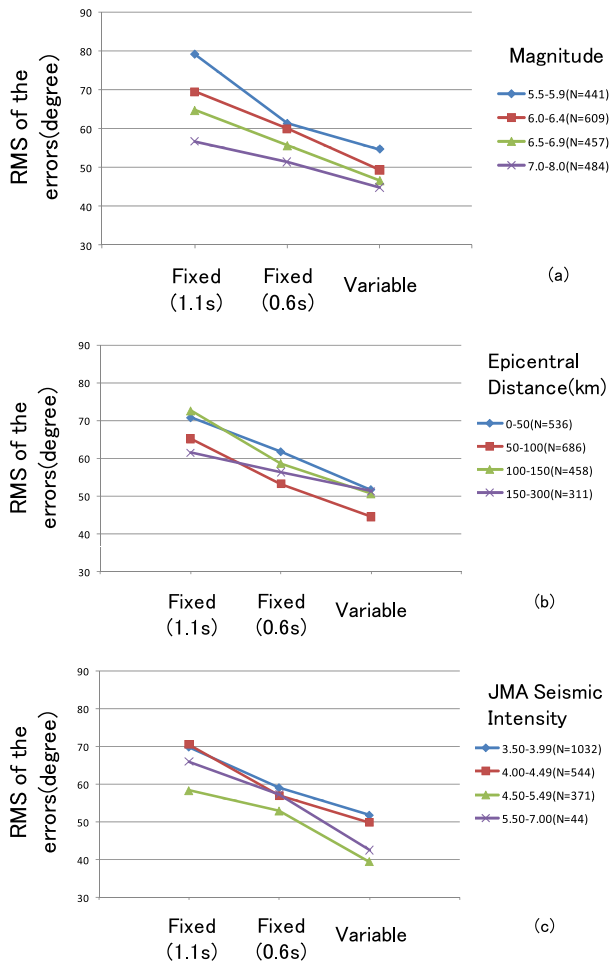 90
80
70
60
50
40
30
RMS of the
errors(degree)
Fixed
(1.1s)
Fixed
(0.6s)
Variable
Magnitude
5.5-5.9(N=441)
6.0-6.4(N=609)
6.5-6.9(N=457)
7.0-8.0(N=484)
(a)
90
80
70
60
50
40
30
RMS of the
errors(degree)
Fixed
(1.1s)
Fixed
(0.6s)
Variable
Epicentral
Distance(km)
0-50(N=536)
50-100(N=686)
100-150(N=458)
150-300(N=311)
(b)
90
80
70
60
50
40
30
RMS of the
errors(degree)
Fixed
(1.1s)
Fixed
(0.6s)
Variable
JMA Seismic
Intensity
3.50-3.99(N=1032)
4.00-4.49(N=544)
4.50-5.49(N=371)
5.50-7.00(N=44)
(c)